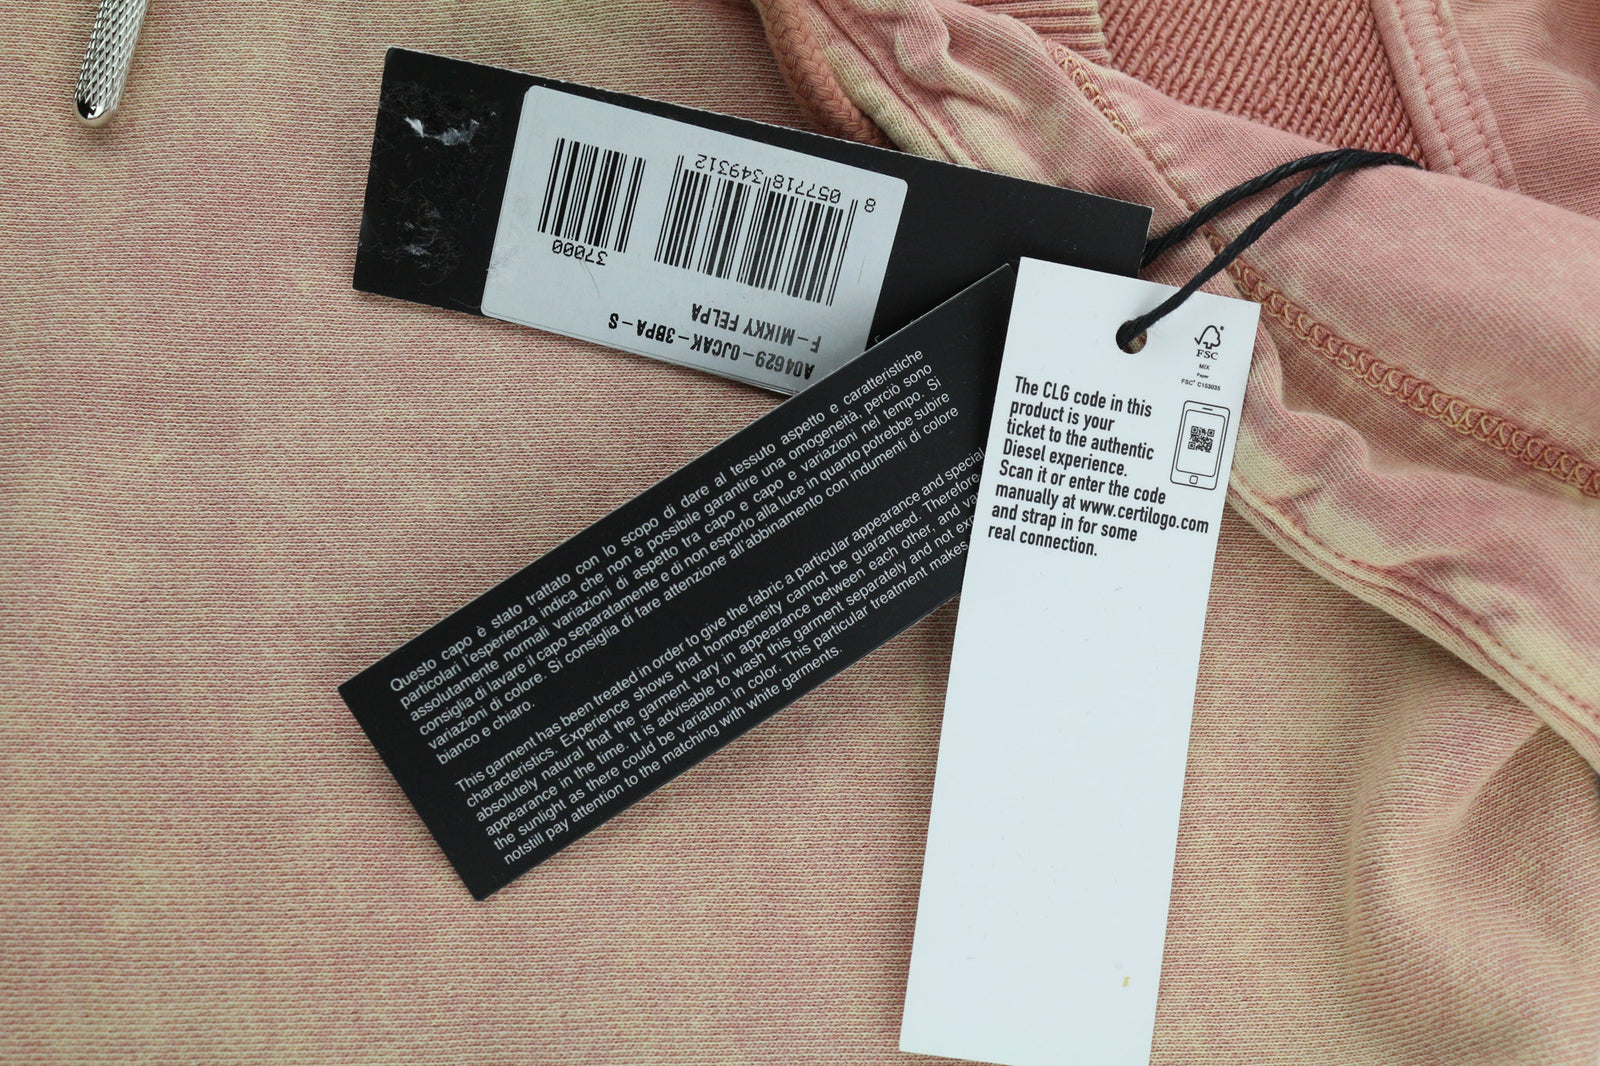 A04629-0JCAK-3BPA-S
F-MIKKY FELPA
37000
8 057718 349312
Questo capo è stato trattato con lo scopo di dare al tessuto aspetto e caratteristiche
particolari l'esperienza indica che non è possibile garantire una omogeneità, perciò sono
assolutamente normali variazioni di aspetto tra capo e capo e variazioni nel tempo. Si
consiglia di lavare il capo separatamente e di non esporlo alla luce in quanto potrebbe subire
variazioni di colore. Si consiglia di fare attenzione all'abbinamento con indumenti di colore
bianco e chiaro.
This garment has been treated in order to give the fabric a particular appearance and special
characteristics. Experience shows that homogeneity cannot be guaranteed. Therefore
absolutely natural that the garment vary in appearance between each other, and va
appearance in the time. It is advisable to wash this garment separately and not exp
the sunlight as there could be variation in color. This particular treatment makes
notstill pay attention to the matching with white garments.
FSC
MIX
Paper
FSC® C153035
The CLG code in this
product is your
ticket to the authentic
Diesel experience.
Scan it or enter the code
manually at www.certilogo.com
and strap in for some
real connection.